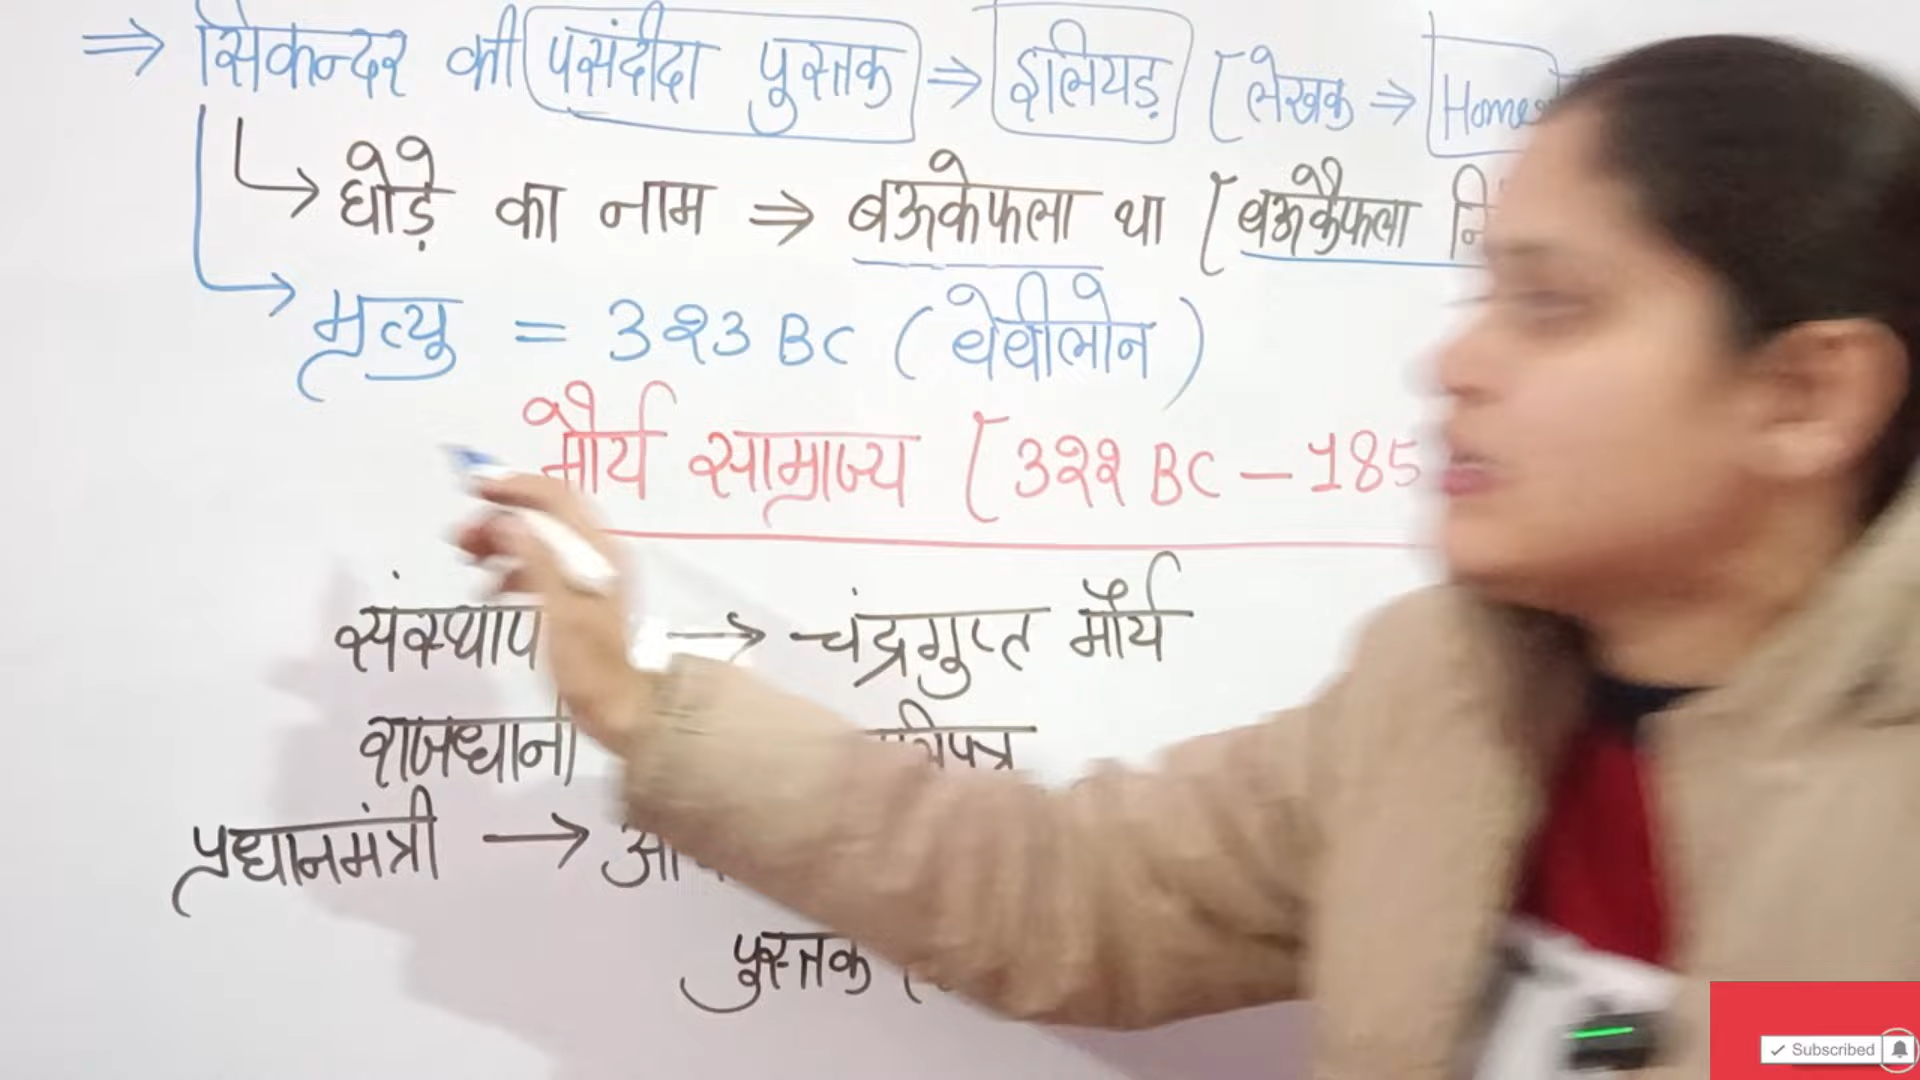 ⇒ सिकन्दर की पसंदीदा पुस्तक ⇒ इलियड़ [लेखक ⇒ Home
↳ घोड़े का नाम ⇒ बऊकेफला था [बऊकैफला नि
↳ मृत्यु = 323 BC (बेबीलोन)
मौर्य साम्राज्य [322 BC – 185
संस्थाप → चंद्रगुप्त मौर्य
राजधानी
प्रधानमंत्री →
पुस्तक (
✓ Subscribed